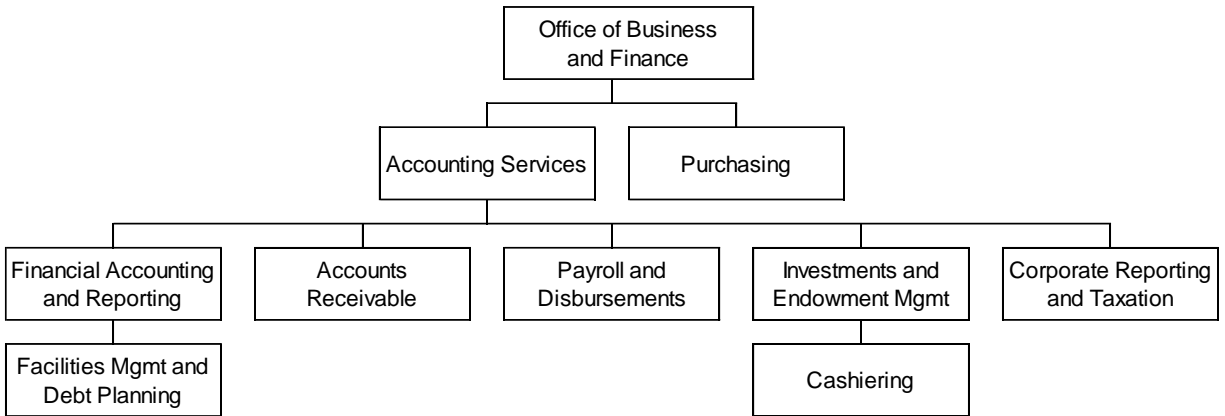 Office of Business
and Finance
Accounting Services
Purchasing
Financial Accounting
and Reporting
Accounts
Receivable
Payroll and
Disbursements
Investments and
Endowment Mgmt
Corporate Reporting
and Taxation
Facilities Mgmt and
Debt Planning
Cashiering